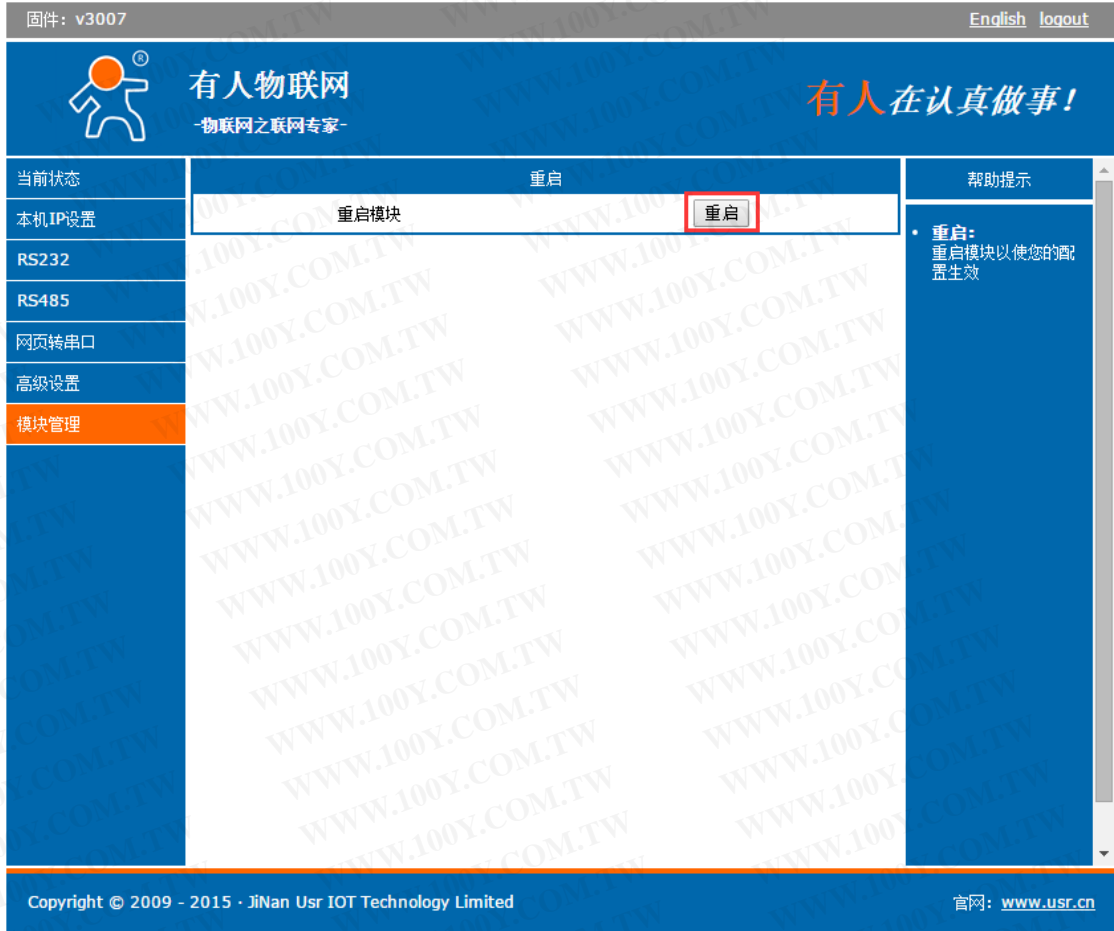 固件: v3007
English logout
有人物联网
-物联网之联网专家-
有人在认真做事!
®
当前状态
本机IP设置
RS232
RS485
网页转串口
高级设置
模块管理
重启
重启模块
重启
帮助提示
• 重启:
重启模块以使您的配
置生效
Copyright © 2009 - 2015 · JiNan Usr IOT Technology Limited
官网: www.usr.cn
WWW.100Y.COM.TW